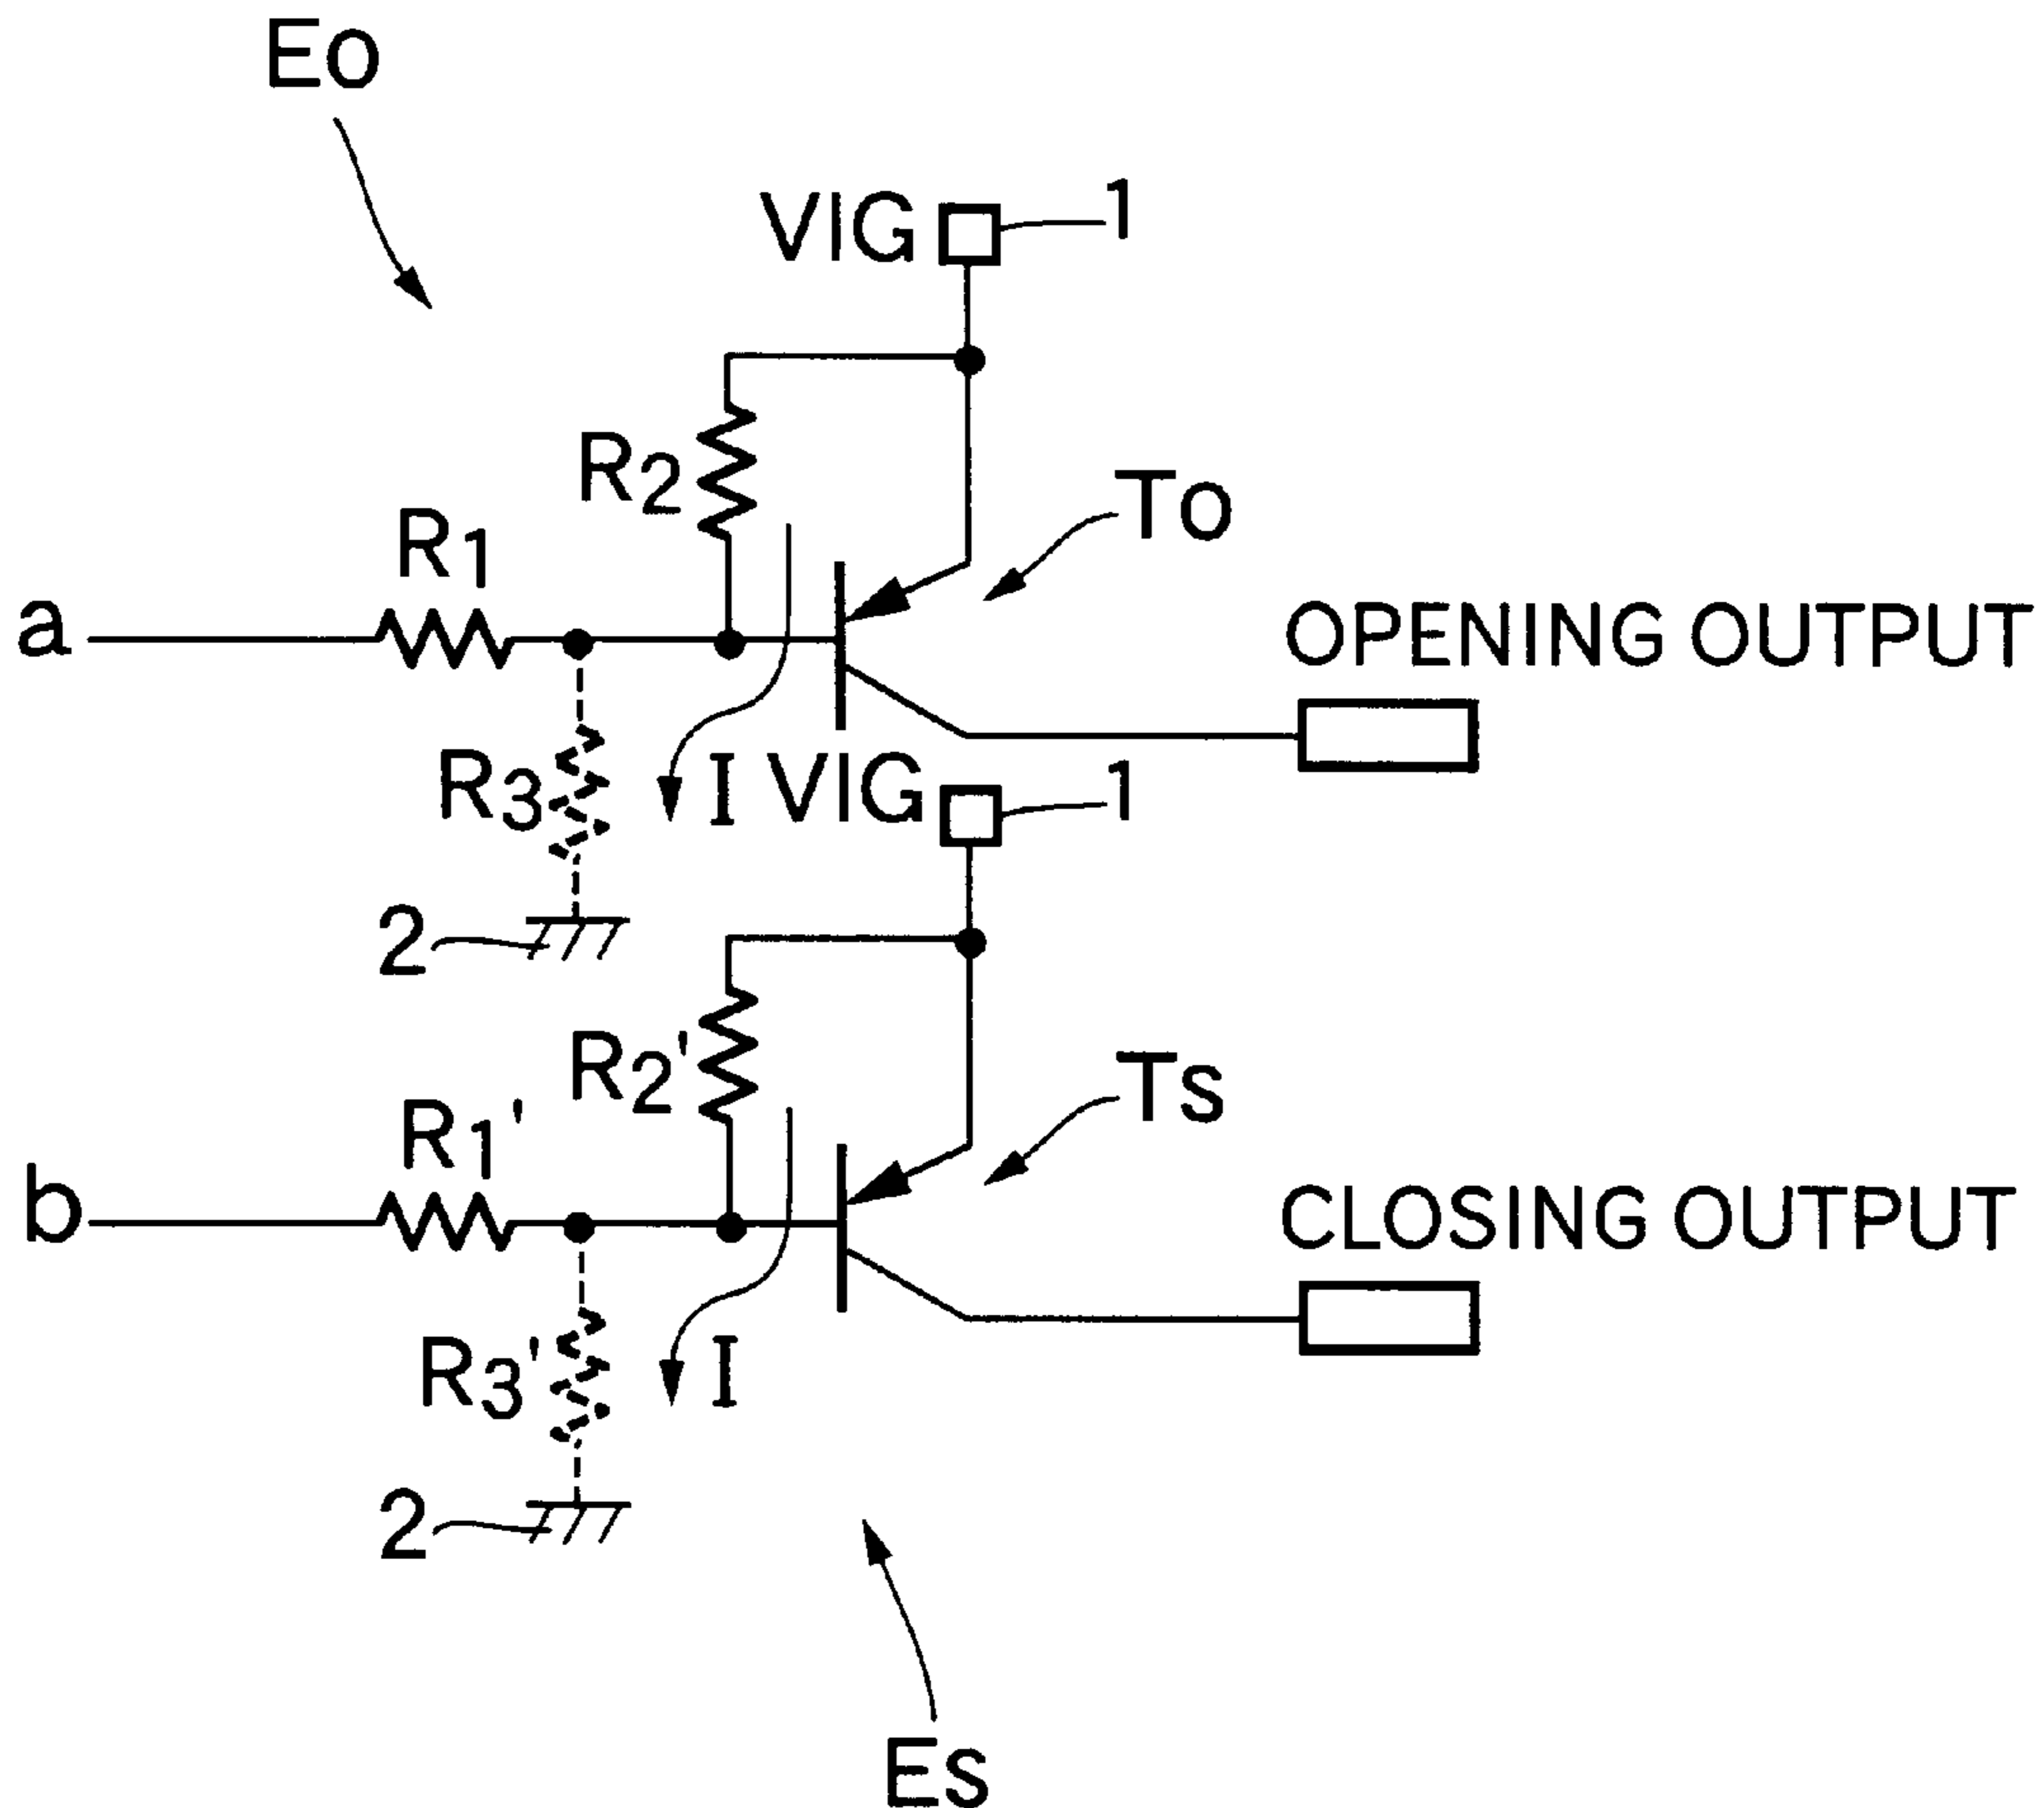 Eo
VIG 1
R2
To
R1
a
OPENING OUTPUT
R3
I
VIG 1
2
R2'
Ts
R1'
b
CLOSING OUTPUT
R3'
I
2
Es